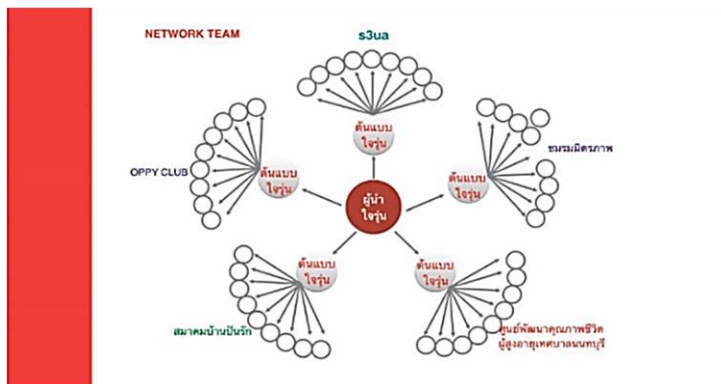 NETWORK TEAM
รวมล
ต้นแบบ
ใจรุ่น
OPPY CLUB
ต้นแบบ
ใจรุ่น
ชมรมมิตรภาพ
ต้นแบบ
ใจรุ่น
ผู้นำ
ใจรุ่น
ต้นแบบ
ใจรุ่น
ต้นแบบ
ใจรุ่น
สมาคมบ้านปันรัก
ศูนย์พัฒนาคุณภาพชีวิต
ผู้สูงอายุเทศบาลนนทบุรี